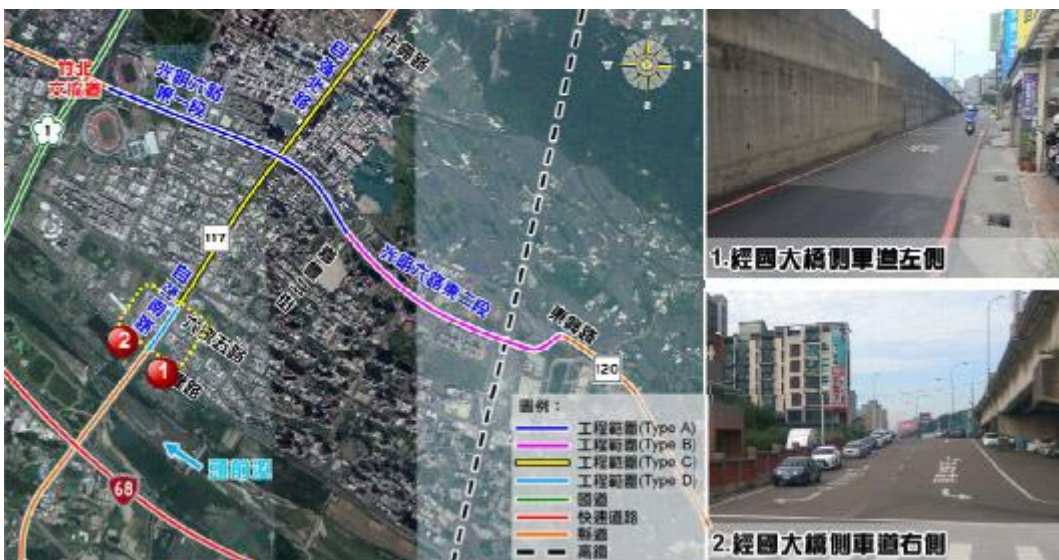 竹北
交流道
1
光明六路
東一段
自強北路
十興路
117
自強南路
光明六路東二段
嘉豐二街
六家五路
東興路
120
2
1
頭前溪
68
圖例：
工程範圍(Type A)
工程範圍(Type B)
工程範圍(Type C)
工程範圍(Type D)
國道
快速道路
縣道
高鐵
1.經國大橋側車道左側
2.經國大橋側車道右側